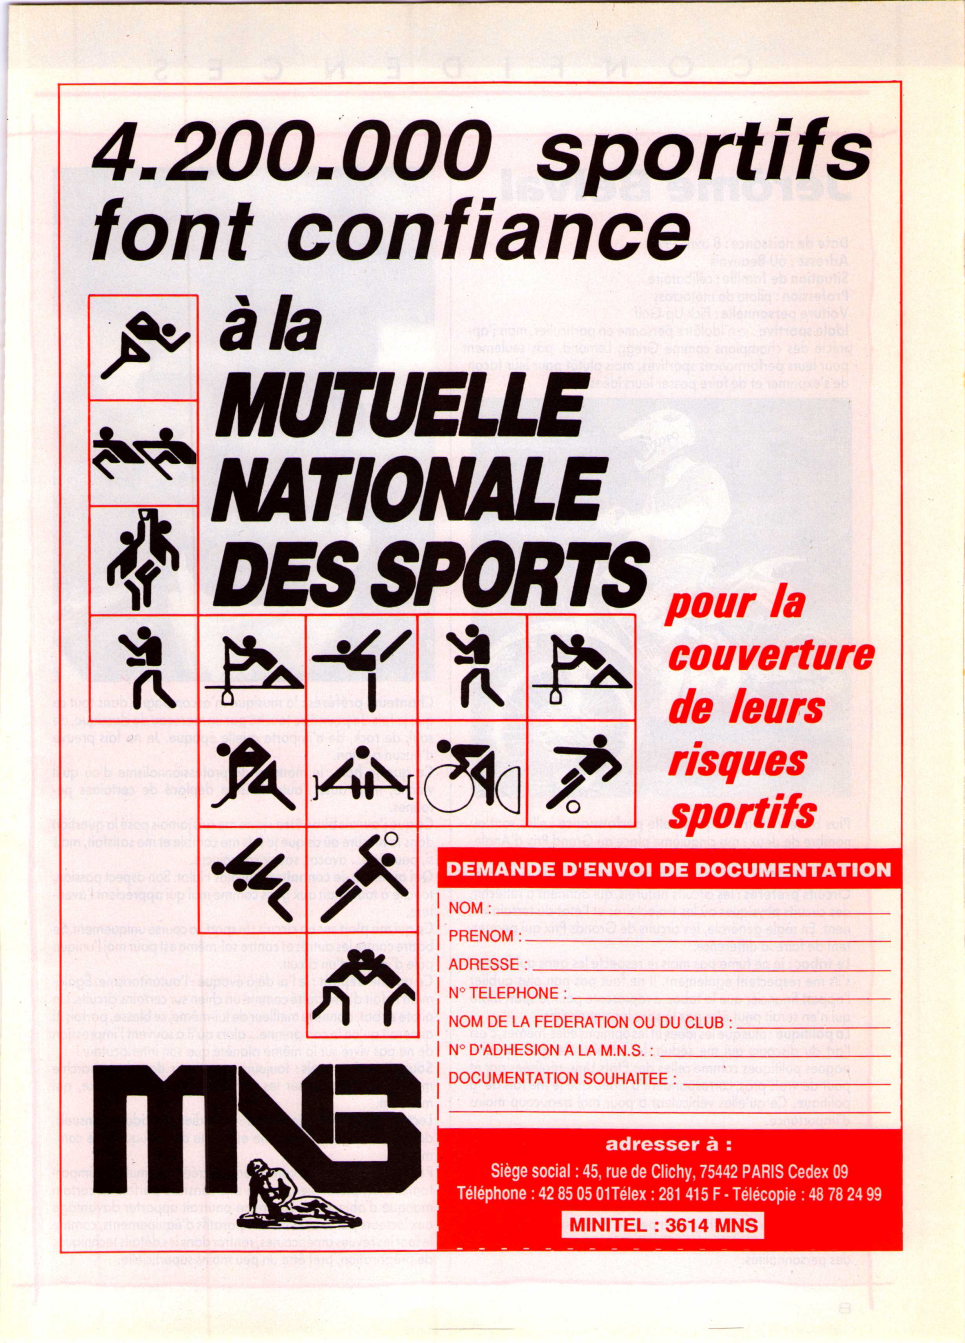 4.200.000 sportifs
font confiance
à la
MUTUELLE
NATIONALE
DES SPORTS
pour la
couverture
de leurs
risques
sportifs
DEMANDE D'ENVOI DE DOCUMENTATION
NOM :
PRENOM :
ADRESSE :
N° TELEPHONE :
NOM DE LA FEDERATION OU DU CLUB :
N° D'ADHESION A LA M.N.S. :
DOCUMENTATION SOUHAITEE :
MNS
adresser à :
Siège social : 45, rue de Clichy, 75442 PARIS Cedex 09
Téléphone : 42 85 05 01Télex : 281 415 F - Télécopie : 48 78 24 99
MINITEL : 3614 MNS